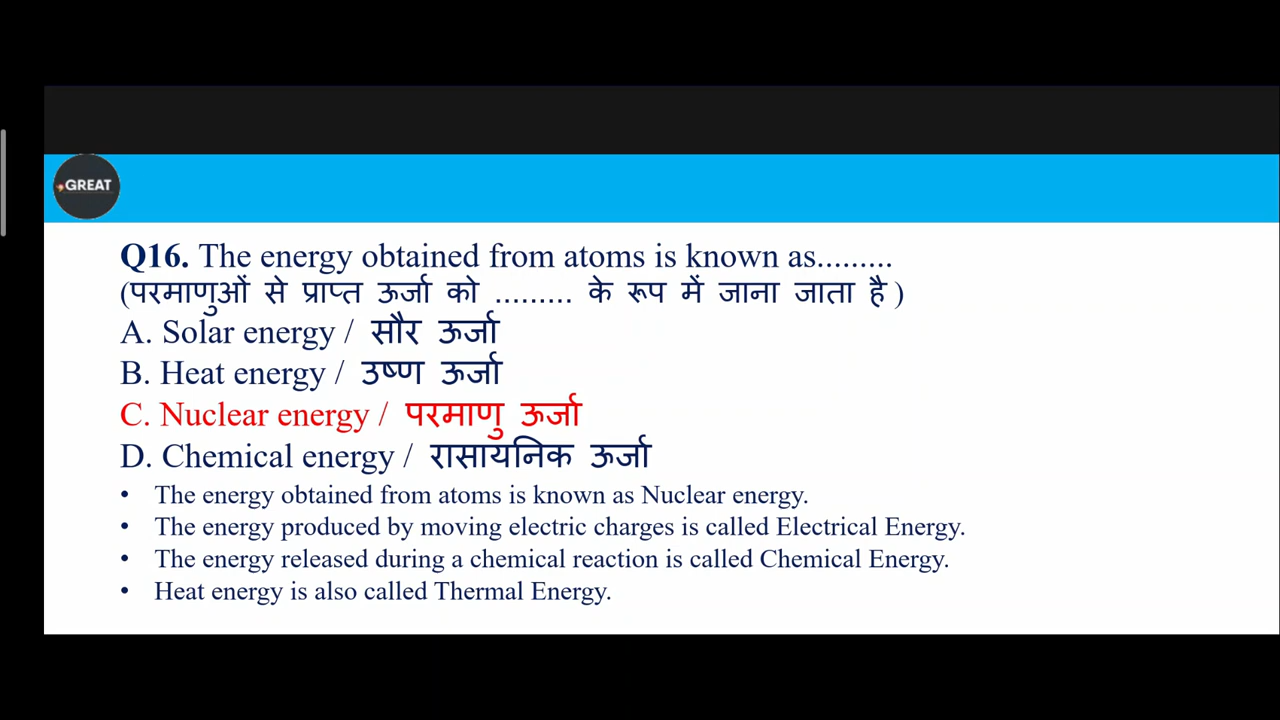 GREAT
Q16. The energy obtained from atoms is known as.........
(परमाणुओं से प्राप्त ऊर्जा को ......... के रूप में जाना जाता है )
A. Solar energy / सौर ऊर्जा
B. Heat energy / उष्ण ऊर्जा
C. Nuclear energy / परमाणु ऊर्जा
D. Chemical energy / रासायनिक ऊर्जा
• The energy obtained from atoms is known as Nuclear energy.
• The energy produced by moving electric charges is called Electrical Energy.
• The energy released during a chemical reaction is called Chemical Energy.
• Heat energy is also called Thermal Energy.